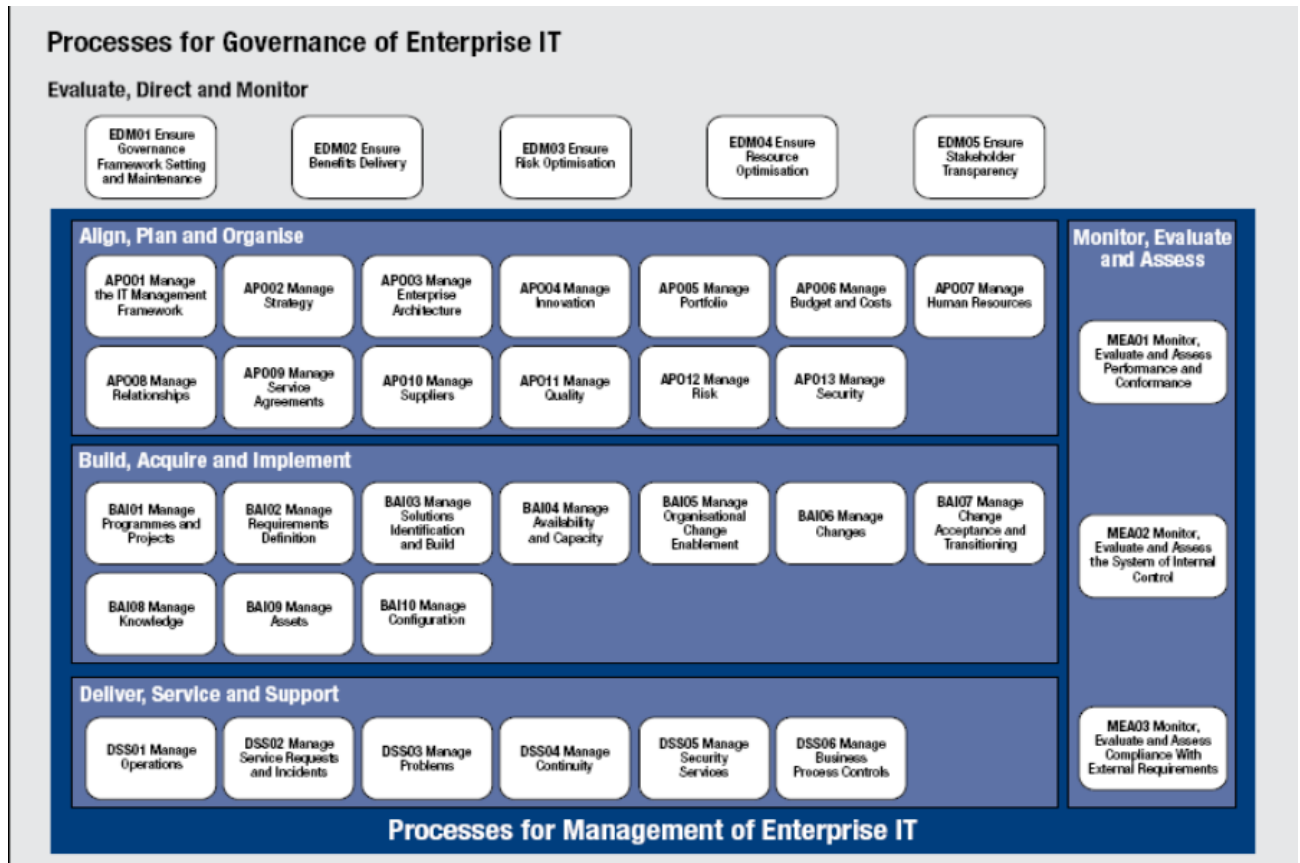 Processes for Governance of Enterprise IT
Evaluate, Direct and Monitor
EDM01 Ensure
Governance
Framework Setting
and Maintenance
EDM02 Ensure
Benefits Delivery
EDM03 Ensure
Risk Optimisation
EDM04 Ensure
Resource
Optimisation
EDM05 Ensure
Stakeholder
Transparency
Align, Plan and Organise
APO01 Manage
the IT Management
Framework
APO02 Manage
Strategy
APO03 Manage
Enterprise
Architecture
APO04 Manage
Innovation
APO05 Manage
Portfolio
APO06 Manage
Budget and Costs
APO07 Manage
Human Resources
APO08 Manage
Relationships
APO09 Manage
Service
Agreements
APO10 Manage
Suppliers
APO11 Manage
Quality
APO12 Manage
Risk
APO13 Manage
Security
Build, Acquire and Implement
BAI01 Manage
Programmes and
Projects
BAI02 Manage
Requirements
Definition
BAI03 Manage
Solutions
Identification
and Build
BAI04 Manage
Availability
and Capacity
BAI05 Manage
Organisational
Change
Enablement
BAI06 Manage
Changes
BAI07 Manage
Change
Acceptance and
Transitioning
BAI08 Manage
Knowledge
BAI09 Manage
Assets
BAI10 Manage
Configuration
Deliver, Service and Support
DSS01 Manage
Operations
DSS02 Manage
Service Requests
and Incidents
DSS03 Manage
Problems
DSS04 Manage
Continuity
DSS05 Manage
Security
Services
DSS06 Manage
Business
Process Controls
Monitor, Evaluate
and Assess
MEA01 Monitor,
Evaluate and Assess
Performance and
Conformance
MEA02 Monitor,
Evaluate and Assess
the System of Internal
Control
MEA03 Monitor,
Evaluate and Assess
Compliance With
External Requirements
Processes for Management of Enterprise IT